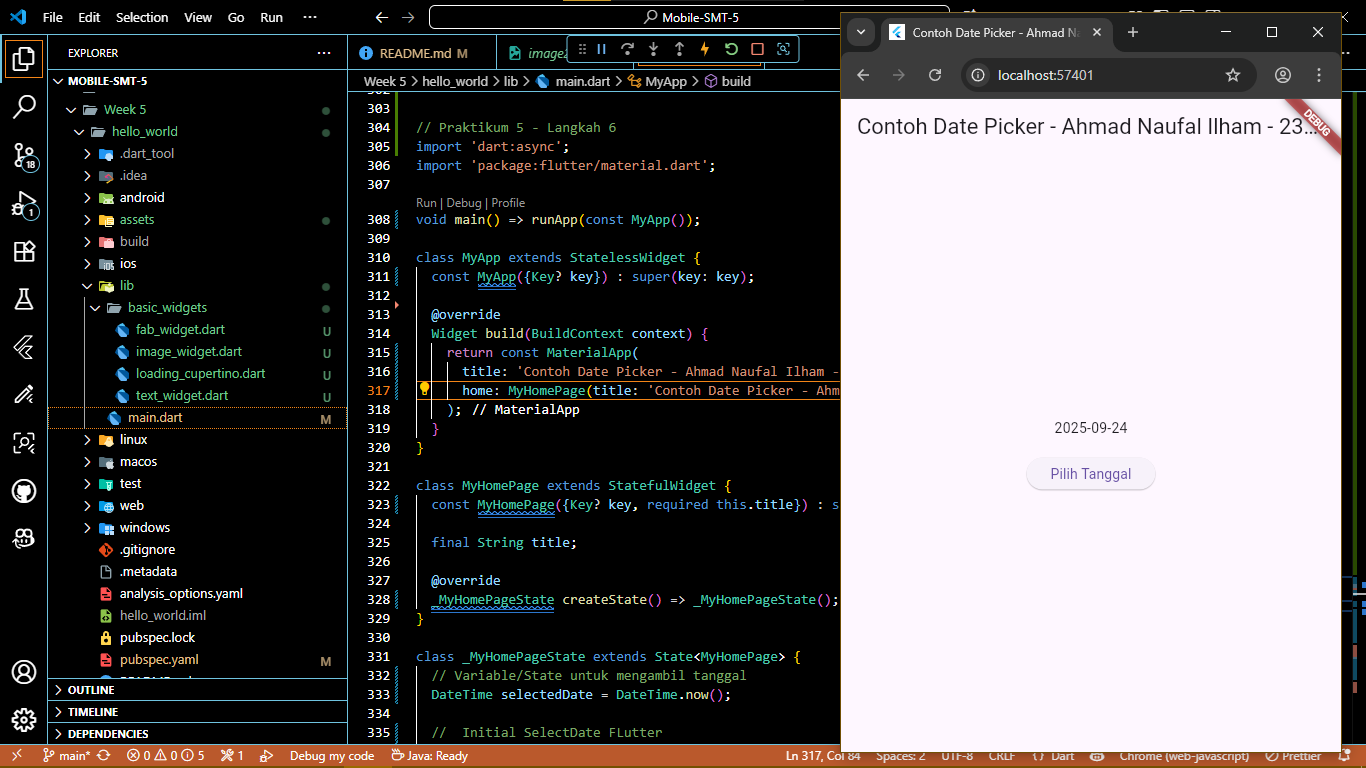 File Edit Selection View Go Run ··· Mobile-SMT-5
EXPLORER ···
MOBILE-SMT-5
Week 5
hello_world
.dart_tool
.idea
android
assets
build
ios
lib
basic_widgets
fab_widget.dart U
image_widget.dart U
loading_cupertino.dart U
text_widget.dart U
main.dart M
linux
macos
test
web
windows
.gitignore
.metadata
analysis_options.yaml
hello_world.iml
pubspec.lock
pubspec.yaml M
OUTLINE
TIMELINE
DEPENDENCIES
18
1
README.md M
Week 5 > hello_world > lib > main.dart > MyApp > build
303
304 // Praktikum 5 - Langkah 6
305 import 'dart:async';
306 import 'package:flutter/material.dart';
307
Run | Debug | Profile
308 void main() => runApp(const MyApp());
309
310 class MyApp extends StatelessWidget {
311 const MyApp({Key? key}) : super(key: key);
312
313 @override
314 Widget build(BuildContext context) {
315 return const MaterialApp(
316 title: 'Contoh Date Picker - Ahmad Naufal Ilham -
317 home: MyHomePage(title: 'Contoh Date Picker - Ahm
318 ); // MaterialApp
319 }
320 }
321
322 class MyHomePage extends StatefulWidget {
323 const MyHomePage({Key? key, required this.title}) : s
324
325 final String title;
326
327 @override
328 _MyHomePageState createState() => _MyHomePageState();
329 }
330
331 class _MyHomePageState extends State<MyHomePage> {
332 // Variable/State untuk mengambil tanggal
333 DateTime selectedDate = DateTime.now();
334
335 // Initial SelectDate FLutter
Contoh Date Picker - Ahmad Na
localhost:57401
Contoh Date Picker - Ahmad Naufal Ilham - 23...
DEBUG
2025-09-24
Pilih Tanggal
main* 0 0 5 1 Debug my code Java: Ready Ln 317, Col 84 Spaces: 2 UTF-8 CRLF { } Dart Chrome (web-javascript) Prettier